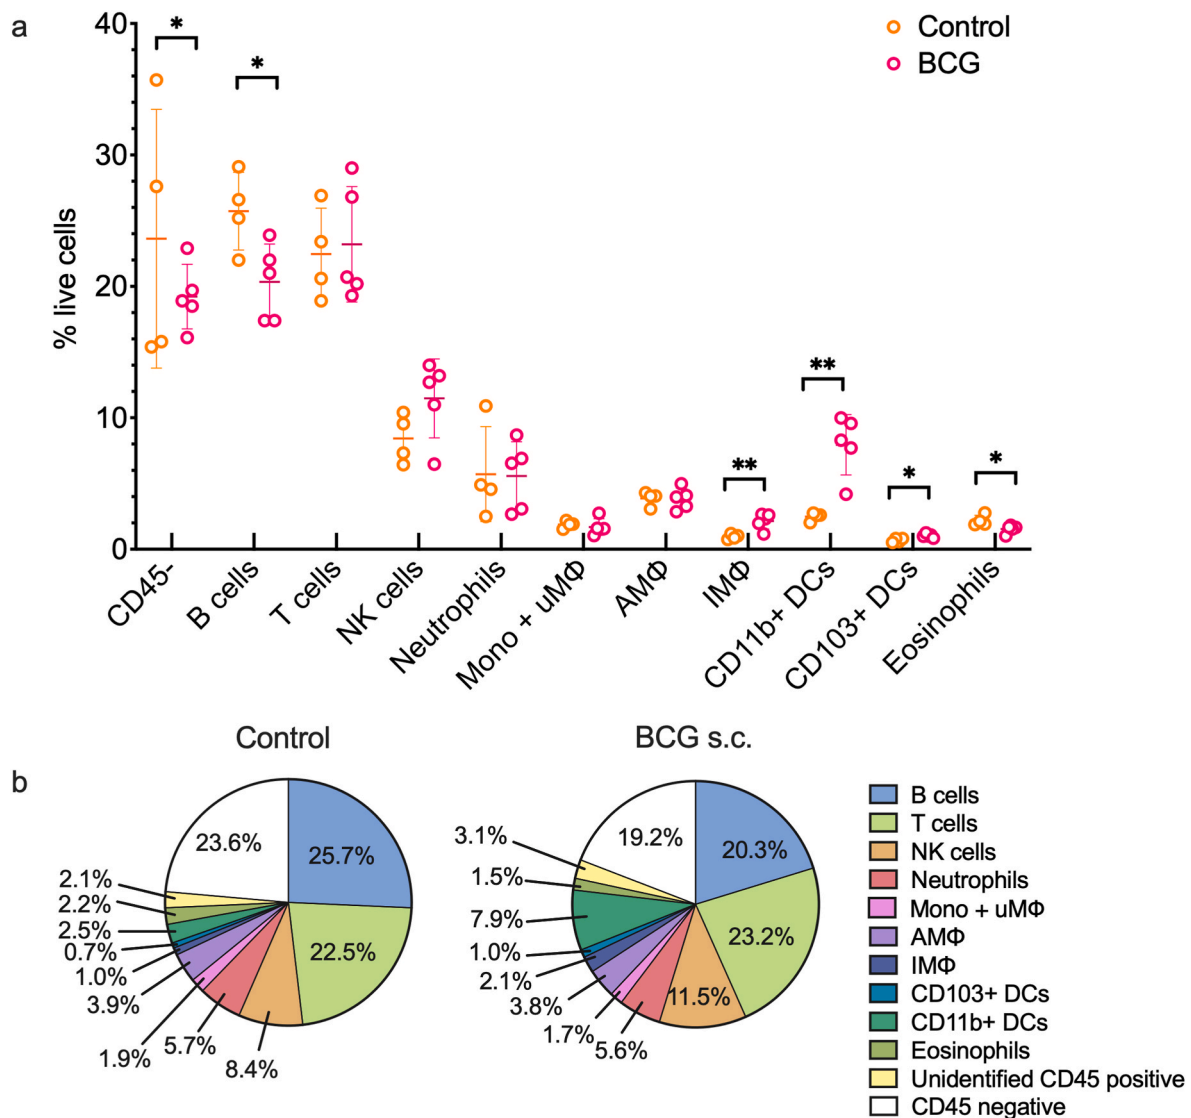 a
40
30
20
10
0
% live cells
Control
BCG
*
*
**
**
*
*
CD45-
B cells
T cells
NK cells
Neutrophils
Mono + uMΦ
AMΦ
IMΦ
CD11b+ DCs
CD103+ DCs
Eosinophils
b
Control
23.6%
25.7%
22.5%
8.4%
5.7%
1.9%
3.9%
1.0%
0.7%
2.5%
2.2%
2.1%
BCG s.c.
19.2%
20.3%
23.2%
11.5%
5.6%
1.7%
3.8%
2.1%
1.0%
7.9%
1.5%
3.1%
B cells
T cells
NK cells
Neutrophils
Mono + uMΦ
AMΦ
IMΦ
CD103+ DCs
CD11b+ DCs
Eosinophils
Unidentified CD45 positive
CD45 negative